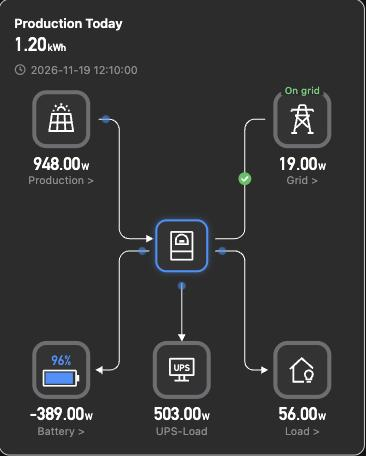 Production Today
1.20kWh
2026-11-19 12:10:00
On grid
948.00w
Production >
19.00w
Grid >
96%
UPS
-389.00w
Battery >
503.00w
UPS-Load
56.00w
Load >